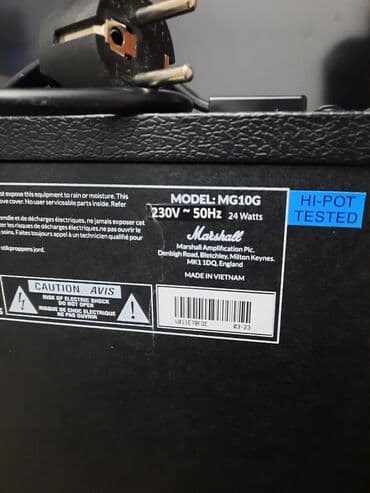 ot expose this equipment to rain or moisture. This
ove cover. No user serviceable parts inside. Refer
MODEL: MG10G
230V ~ 50Hz 24 Watts
endie et de décharges électriques, ne jamais exposer cet
ter les risques de décharges électriques, ne pas ouvrir le
Faites toujours appel à un technicien qualifié pour
stikproppens jord.
Marshall
Marshall Amplification Plc.
Denbigh Road, Bletchley, Milton Keynes.
MK1 1DQ, England
MADE IN VIETNAM
HI-POT
TESTED
CAUTION AVIS
RISK OF ELECTRIC SHOCK
DO NOT OPEN
RISQUE DE CHOC ELECTRIQUE
NE PAS OUVRIR
03-23